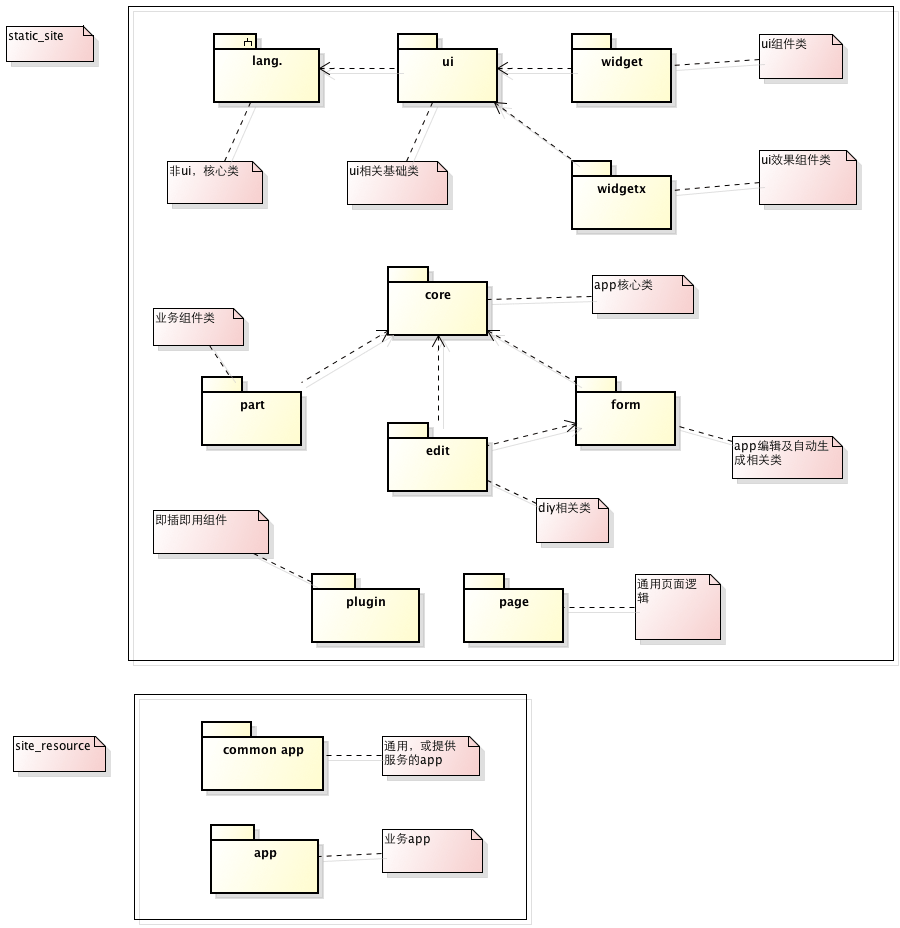 static_site
lang.
ui
widget
ui组件类
非ui，核心类
ui相关基础类
widgetx
ui效果组件类
core
app核心类
业务组件类
part
form
edit
app编辑及自动生
成相关类
diy相关类
即插即用组件
plugin
page
通用页面逻
辑
site_resource
common app
通用，或提供
服务的app
app
业务app